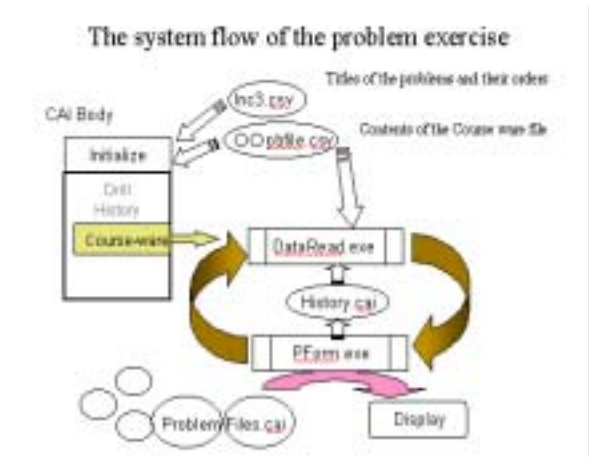 The system flow of the problem exercise
Titles of the problems and their orders
Inc3.csv
CAI Body
Contents of the Course ware file
○○pbfile.csv
Initialize
Drill
History
Course-ware
DataRead.exe
History.cai
PForm.exe
Problem Files.cai
Display